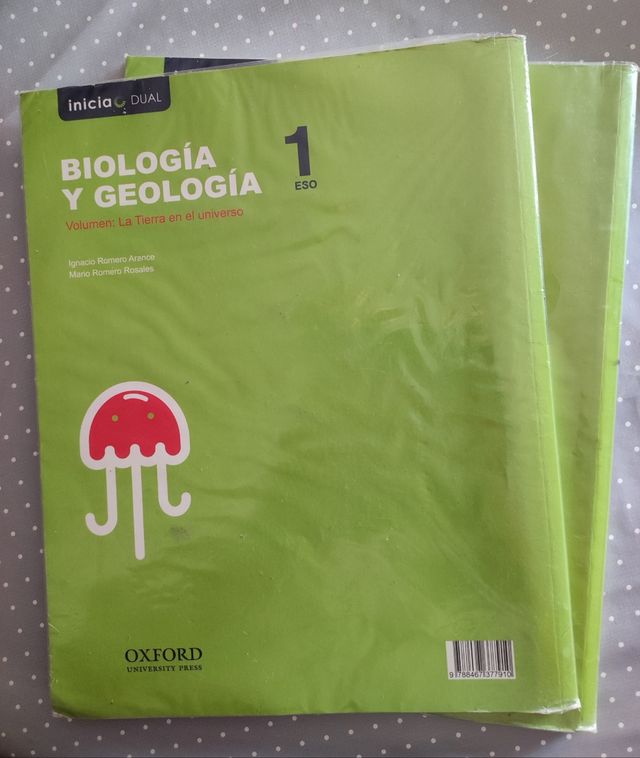 inicia DUAL
BIOLOGÍA
Y GEOLOGÍA
1
ESO
Volumen: La Tierra en el universo
Ignacio Romero Arance
Mario Romero Rosales
OXFORD
UNIVERSITY PRESS
9788467377910